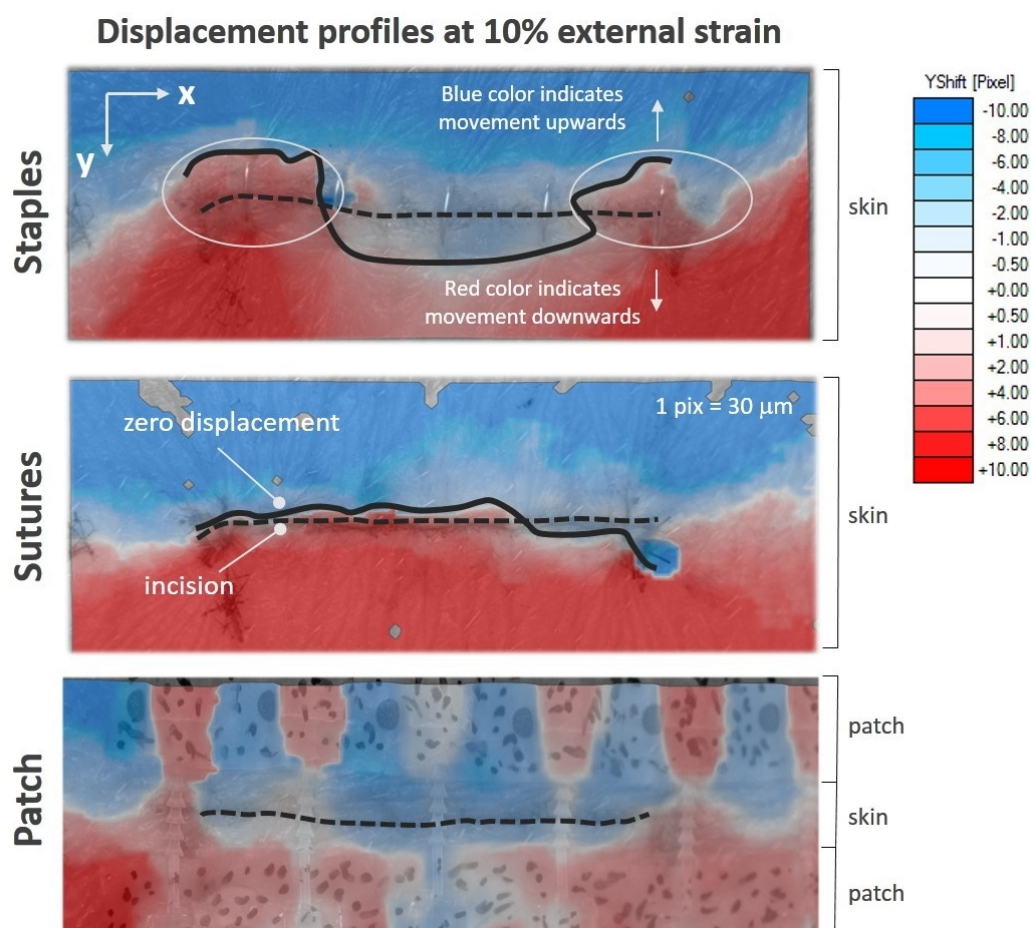 Displacement profiles at 10% external strain
Staples
x
y
Blue color indicates
movement upwards
Red color indicates
movement downwards
skin
YShift [Pixel]
-10.00
-8.00
-6.00
-4.00
-2.00
-1.00
-0.50
+0.00
+0.50
+1.00
+2.00
+4.00
+6.00
+8.00
+10.00
Sutures
zero displacement
1 pix = 30 μm
incision
skin
Patch
patch
skin
patch